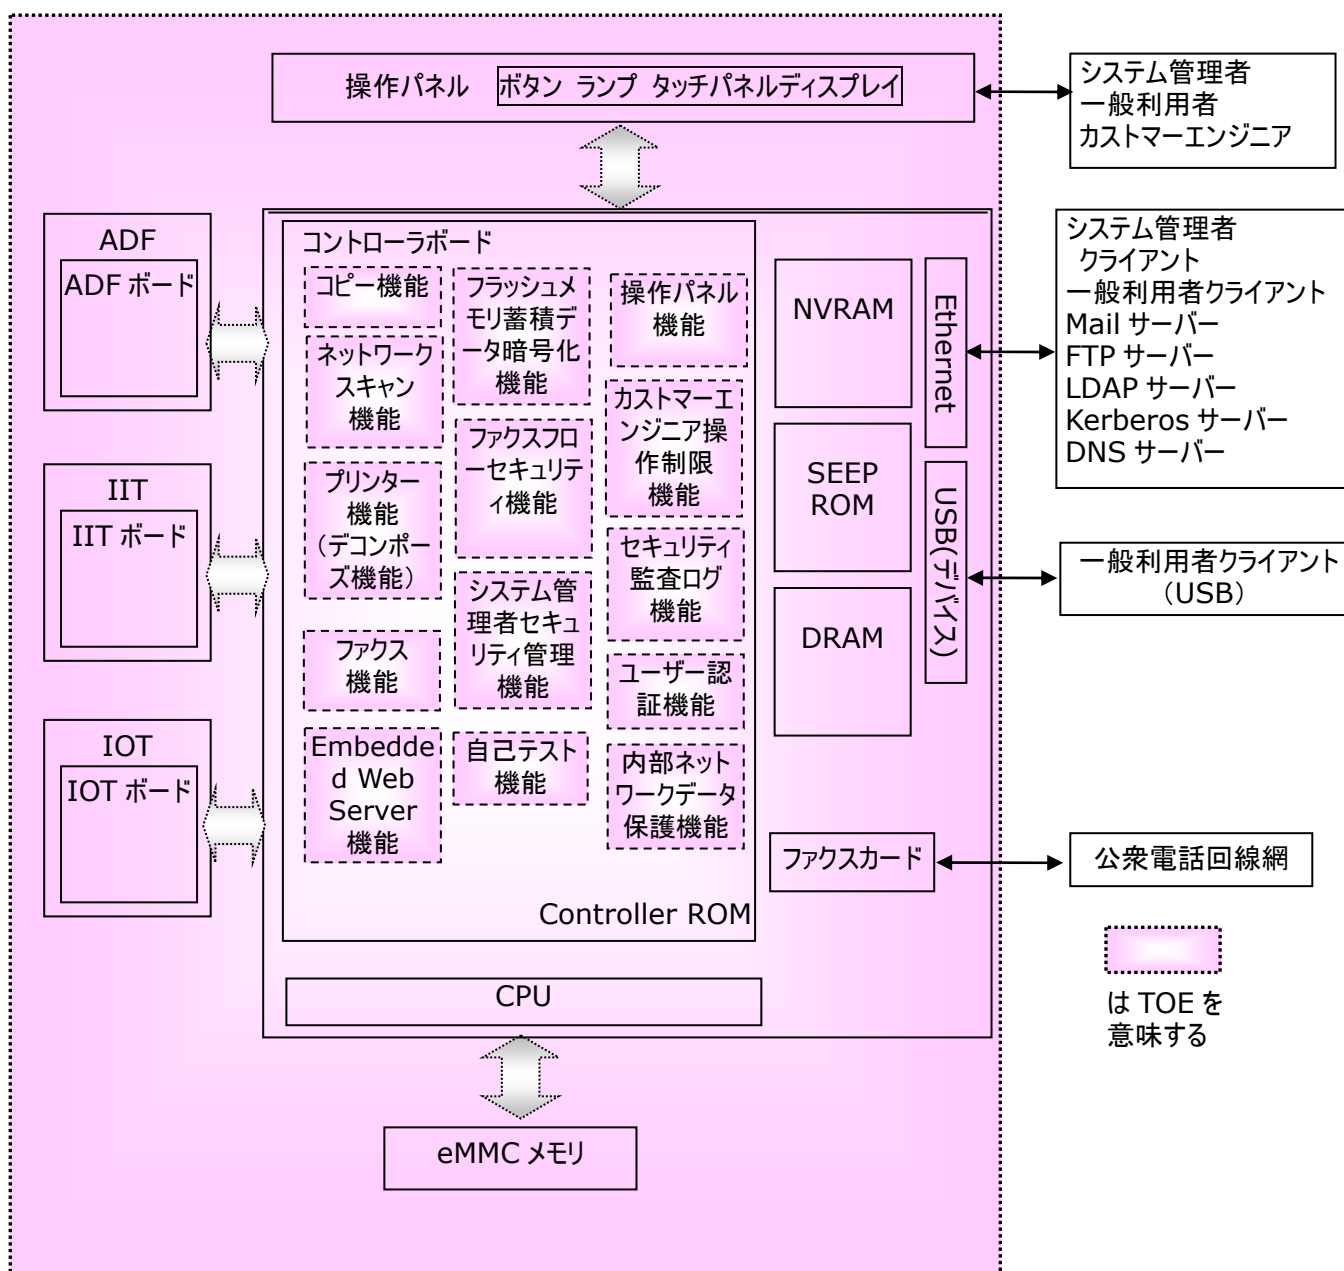 操作パネル ボタン ランプ タッチパネルディスプレイ
システム管理者
一般利用者
カストマーエンジニア
ADF
ADF ボード
IIT
IIT ボード
IOT
IOT ボード
コントローラボード
コピー機能
ネットワーク
スキャン
機能
プリンター
機能
（デコンポー
ズ機能）
ファクス
機能
Embedde
d Web
Server
機能
フラッシュメ
モリ蓄積デ
ータ暗号化
機能
ファクスフロ
ーセキュリテ
ィ機能
システム管
理者セキュ
リティ管理
機能
自己テスト
機能
操作パネル
機能
カストマーエ
ンジニア操
作制限
機能
セキュリティ
監査ログ
機能
ユーザー認
証機能
内部ネット
ワークデータ
保護機能
Controller ROM
NVRAM
SEEP
ROM
DRAM
Ethernet
USB(デバイス)
ファクスカード
CPU
eMMC メモリ
システム管理者
クライアント
一般利用者クライアント
Mail サーバー
FTP サーバー
LDAP サーバー
Kerberos サーバー
DNS サーバー
一般利用者クライアント
（USB）
公衆電話回線網
は TOE を
意味する